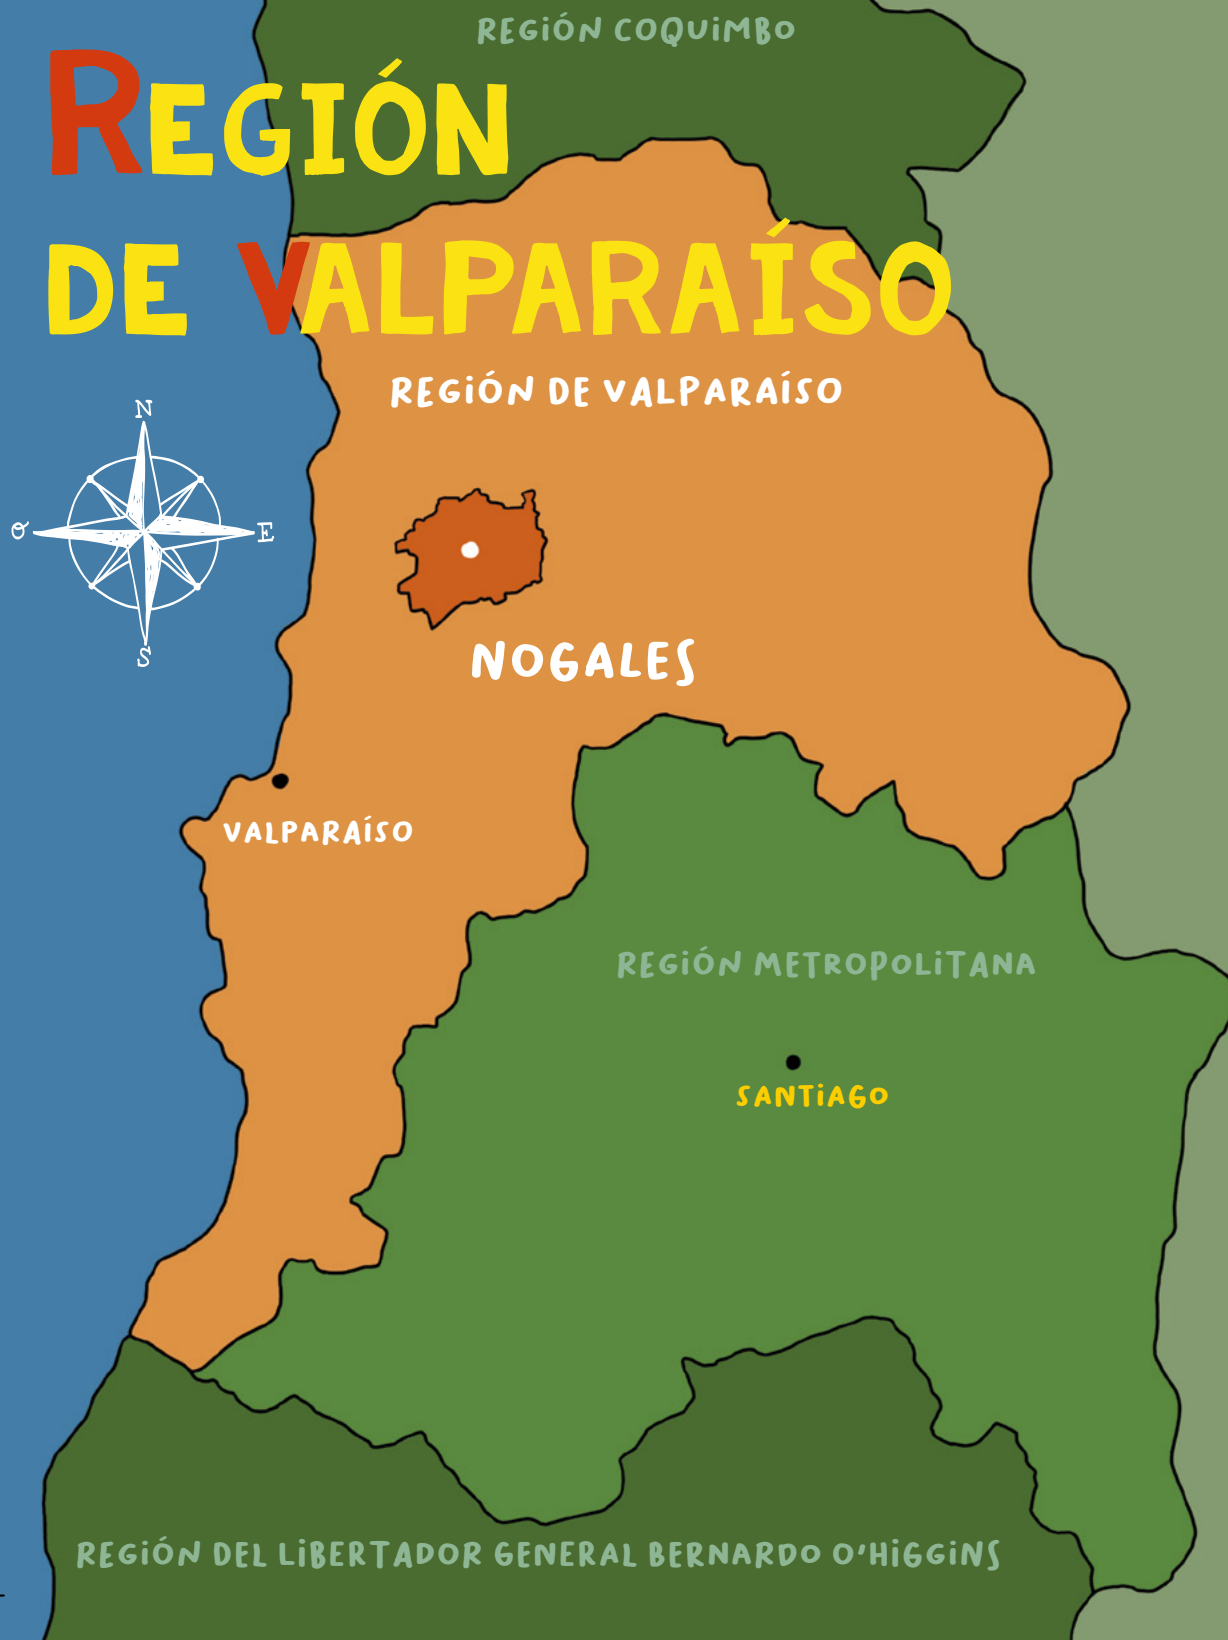 REGIÓN COQUIMBO
REGIÓN
DE VALPARAÍSO
REGIÓN DE VALPARAÍSO
N
O
E
S
NOGALES
VALPARAÍSO
REGIÓN METROPOLITANA
SANTIAGO
REGIÓN DEL LIBERTADOR GENERAL BERNARDO O'HIGGINS